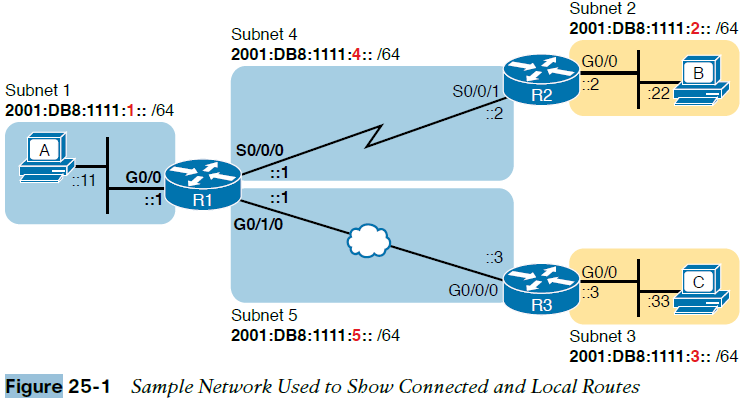 Subnet 2
2001:DB8:1111:2:: /64
Subnet 4
2001:DB8:1111:4:: /64
G0/0
B
S0/0/1
R2
::2
:22
::2
Subnet 1
2001:DB8:1111:1:: /64
A
S0/0/0
::11
G0/0
::1
::1
R1
::1
G0/1/0
::3
G0/0
C
G0/0/0
R3
::3
:33
Subnet 5
2001:DB8:1111:5:: /64
Subnet 3
2001:DB8:1111:3:: /64
Figure 25-1 Sample Network Used to Show Connected and Local Routes